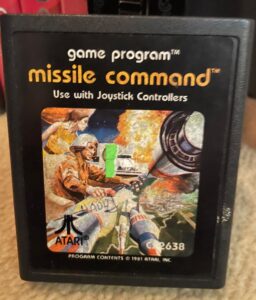 game program™
missile command™
Use with Joystick Controllers
ATARI
CX2638
PROGRAM CONTENTS © 1981 ATARI, INC.